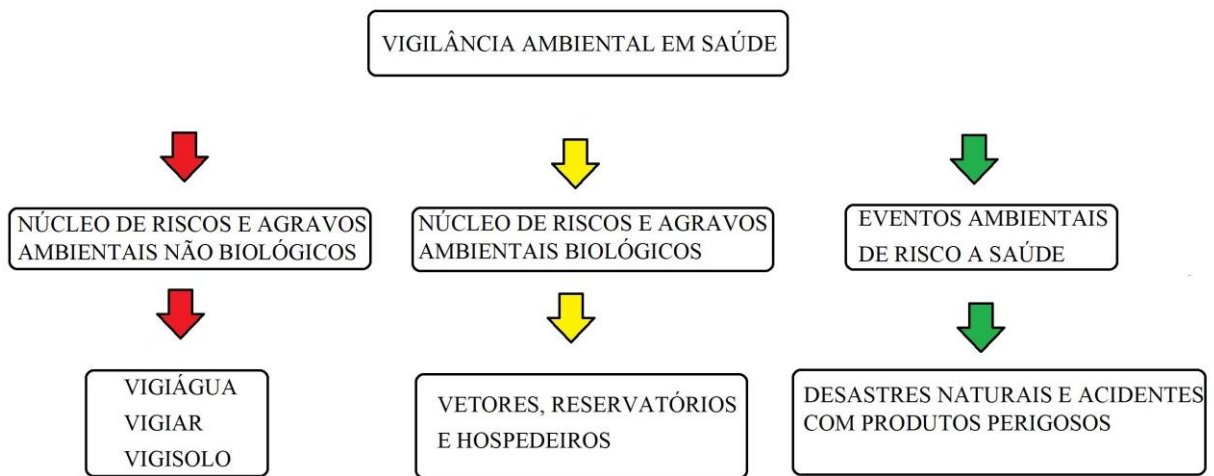 VIGILÂNCIA AMBIENTAL EM SAÚDE
NÚCLEO DE RISCOS E AGRAVOS
AMBIENTAIS NÃO BIOLÓGICOS
NÚCLEO DE RISCOS E AGRAVOS
AMBIENTAIS BIOLÓGICOS
EVENTOS AMBIENTAIS
DE RISCO A SAÚDE
VIGIÁGUA
VIGIAR
VIGISOLO
VETORES, RESERVATÓRIOS
E HOSPEDEIROS
DESASTRES NATURAIS E ACIDENTES
COM PRODUTOS PERIGOSOS